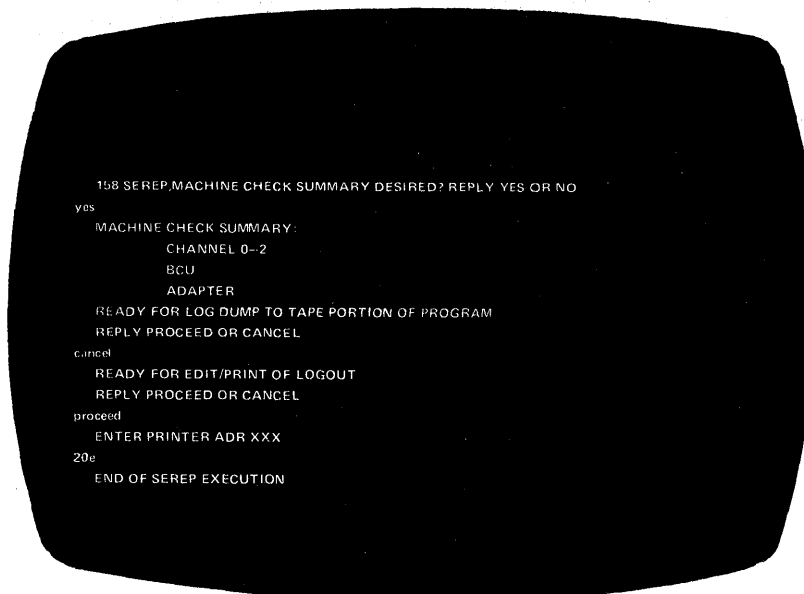 158 SEREP,MACHINE CHECK SUMMARY DESIRED? REPLY YES OR NO
yes
MACHINE CHECK SUMMARY:
CHANNEL 0-2
BCU
ADAPTER
READY FOR LOG DUMP TO TAPE PORTION OF PROGRAM
REPLY PROCEED OR CANCEL
cancel
READY FOR EDIT/PRINT OF LOGOUT
REPLY PROCEED OR CANCEL
proceed
ENTER PRINTER ADR XXX
20e
END OF SEREP EXECUTION